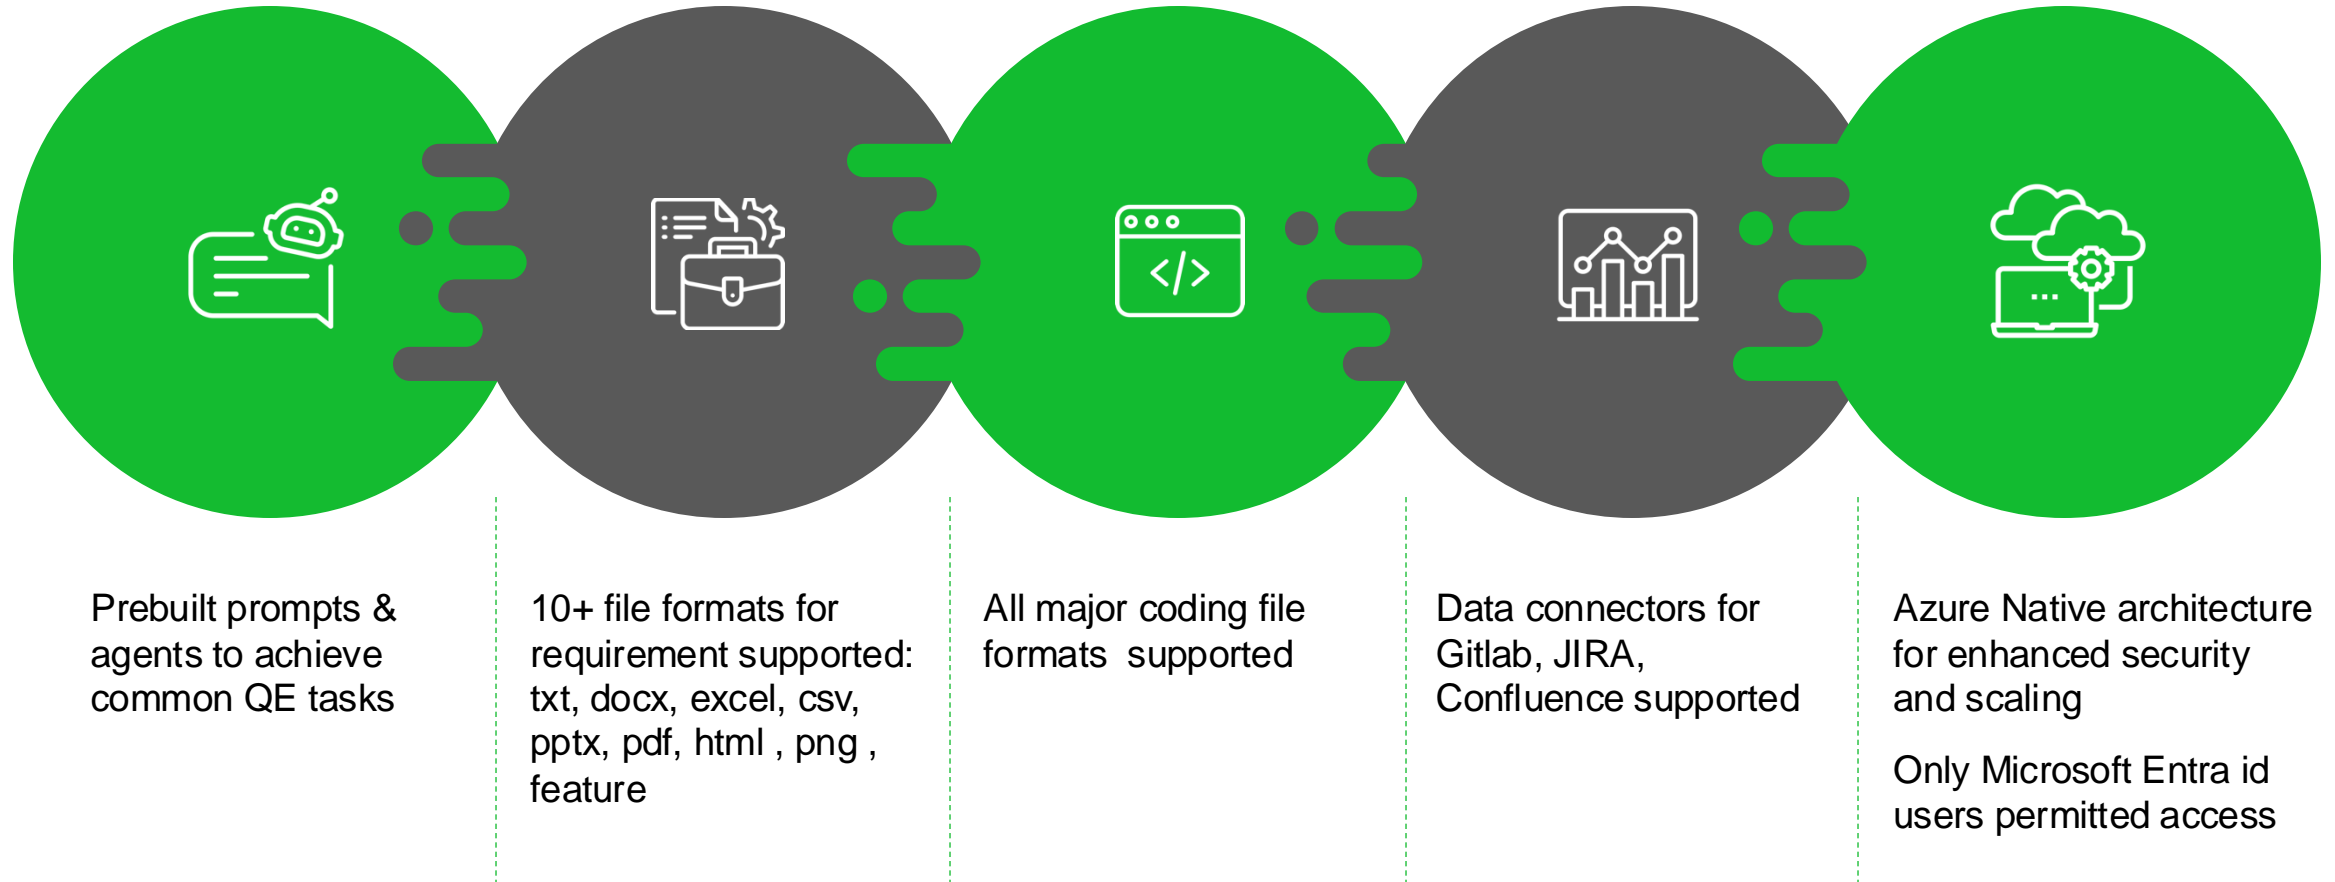 Prebuilt prompts &
agents to achieve
common QE tasks
10+ file formats for
requirement supported:
txt, docx, excel, csv,
pptx, pdf, html , png ,
feature
All major coding file
formats  supported
Data connectors for
Gitlab, JIRA,
Confluence supported
Azure Native architecture
for enhanced security
and scaling
Only Microsoft Entra id
users permitted access